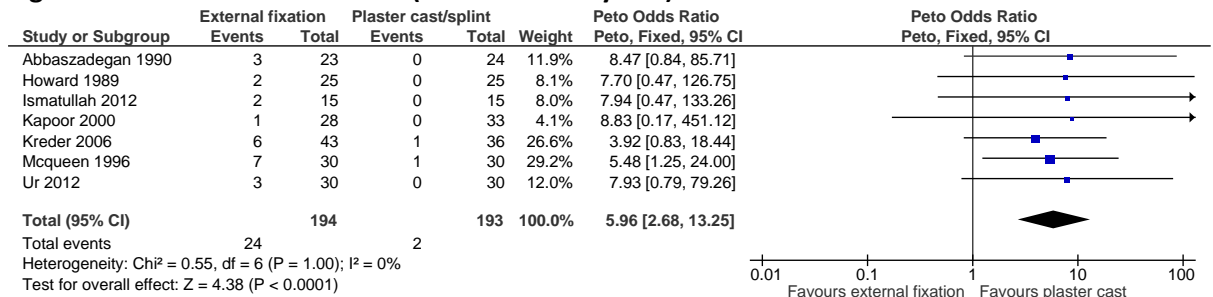 External fixation Plaster cast/splint Peto Odds Ratio Peto Odds Ratio
Study or Subgroup Events Total Events Total Weight Peto, Fixed, 95% CI Peto, Fixed, 95% CI
Abbaszadegan 1990 3 23 0 24 11.9% 8.47 [0.84, 85.71]
Howard 1989 2 25 0 25 8.1% 7.70 [0.47, 126.75]
Ismatullah 2012 2 15 0 15 8.0% 7.94 [0.47, 133.26]
Kapoor 2000 1 28 0 33 4.1% 8.83 [0.17, 451.12]
Kreder 2006 6 43 1 36 26.6% 3.92 [0.83, 18.44]
Mcqueen 1996 7 30 1 30 29.2% 5.48 [1.25, 24.00]
Ur 2012 3 30 0 30 12.0% 7.93 [0.79, 79.26]
Total (95% CI) 194 193 100.0% 5.96 [2.68, 13.25]
Total events 24 2
Heterogeneity: Chi² = 0.55, df = 6 (P = 1.00); I² = 0%
Test for overall effect: Z = 4.38 (P < 0.0001)
0.01 0.1 1 10 100
Favours external fixation Favours plaster cast